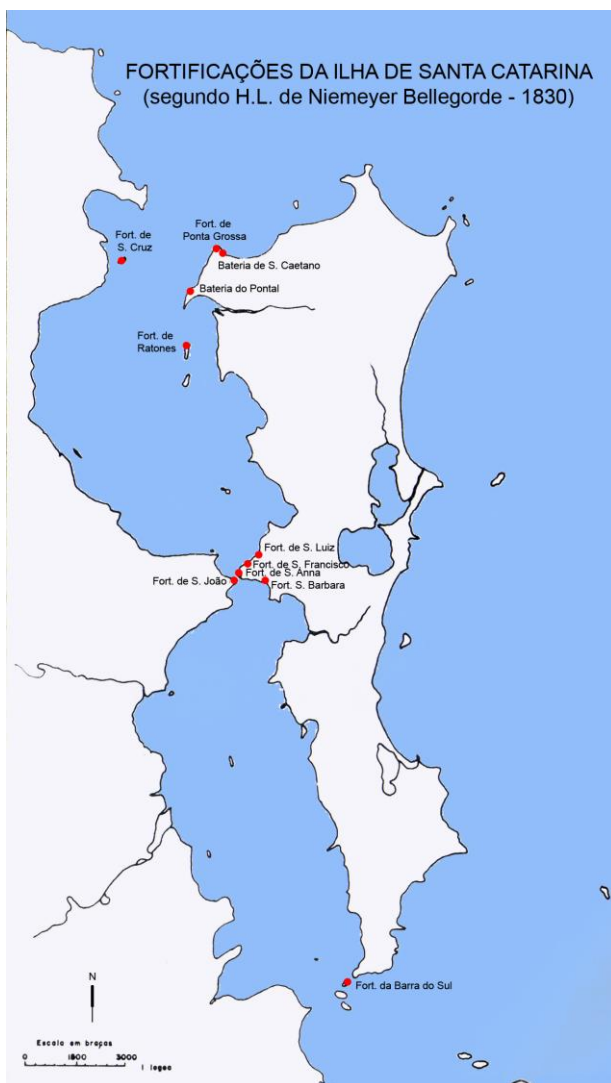 FORTIFICAÇÕES DA ILHA DE SANTA CATARINA
(segundo H.L. de Niemeyer Bellegorde - 1830)
Fort. de
S. Cruz
Fort. de
Ponta Grossa
Bateria de S. Caetano
Bateria do Pontal
Fort. de
Ratones
Fort. de S. Luiz
Fort. de S. Francisco
Fort. de S. Anna
Fort. de S. João
Fort. S. Barbara
Fort. da Barra do Sul
N
Escala em braças
0 1500 3000
1 legoa